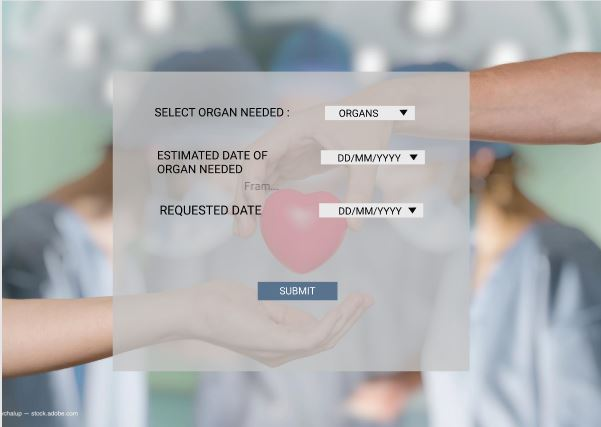 SELECT ORGAN NEEDED :
ORGANS
ESTIMATED DATE OF
ORGAN NEEDED
DD/MM/YYYY
Fram...
REQUESTED DATE
DD/MM/YYYY
SUBMIT
— stock.adobe.com